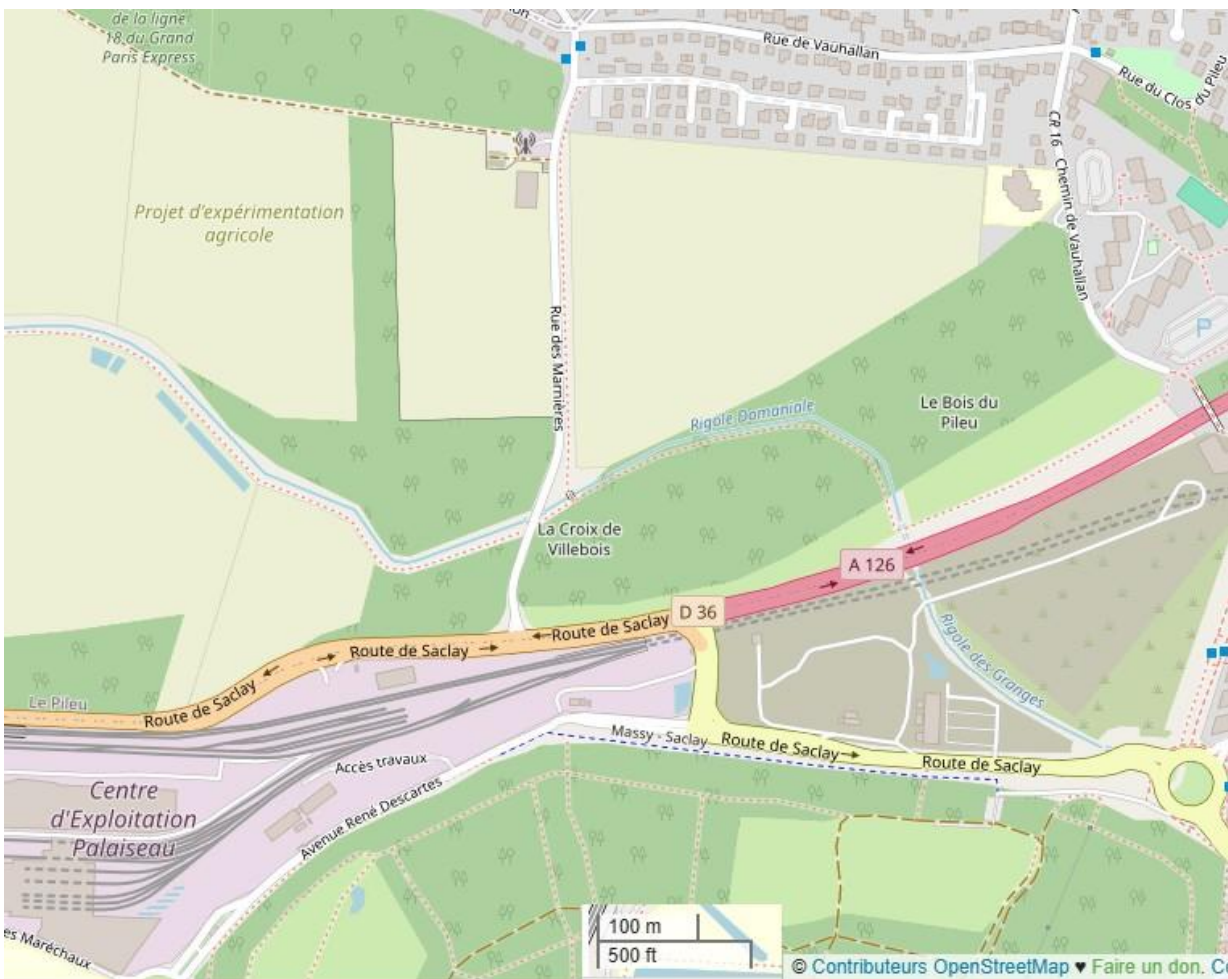 de la ligne
18 du Grand
Paris Express
Rue de Vauhallan
Rue du Clos du Pileu
CR 16 - Chemin de Vauhallan
Projet d'expérimentation
agricole
Rue des Marnières
P
Rigole Domaniale
Le Bois du
Pileu
La Croix de
Villebois
A 126
D 36
Route de Saclay
Route de Saclay
Route de Saclay
Rigole des Granges
Le Pileu
Massy - Saclay
Route de Saclay
Route de Saclay
Accès travaux
Avenue René Descartes
Centre
d'Exploitation
Palaiseau
es Maréchaux
100 m
500 ft
© Contributeurs OpenStreetMap ♥ Faire un don.